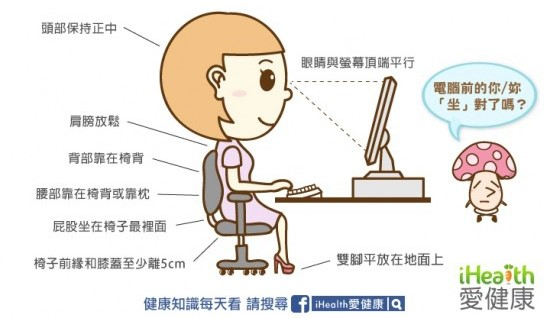 頭部保持正中
眼睛與螢幕頂端平行
電腦前的你/妳
「坐」對了嗎？
肩膀放鬆
背部靠在椅背
腰部靠在椅背或靠枕
屁股坐在椅子最裡面
椅子前緣和膝蓋至少離5cm
雙腳平放在地面上
iHealth
愛健康
健康知識每天看 請搜尋 f iHealth愛健康